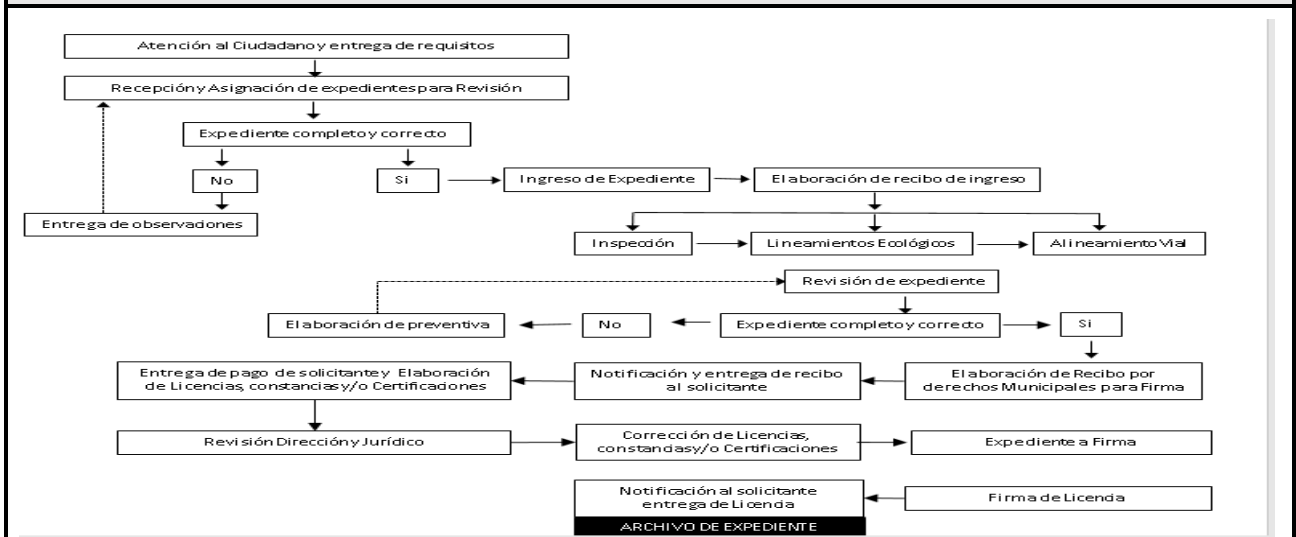 Atención al Ciudadano y entrega de requisitos
Recepción y Asignación de expedientes para Revisión
Expediente completo y correcto
No
Si
Ingreso de Expediente
Elaboración de recibo de ingreso
Entrega de observaciones
Inspección
Lineamientos Ecológicos
Alineamiento Vial
Revisión de expediente
Elaboración de preventiva
No
Expediente completo y correcto
Si
Entrega de pago de solicitante y Elaboración
de Licencias, constancias y/o Certificaciones
Notificación y entrega de recibo
al solicitante
Elaboración de Recibo por
derechos Municipales para Firma
Revisión Dirección y Jurídico
Corrección de Licencias,
constancias y/o Certificaciones
Expediente a Firma
Notificación al solicitante
entrega de Licencia
Firma de Licencia
ARCHIVO DE EXPEDIENTE